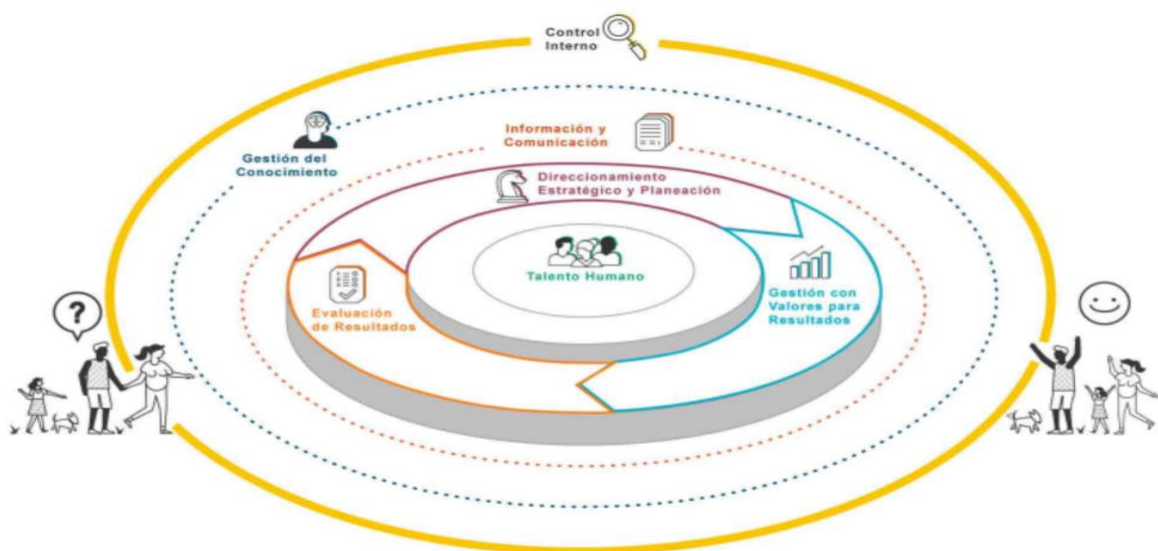 Control
Interno
Información y
Comunicación
Gestión del
Conocimiento
Direccionamiento
Estratégico y Planeación
Talento Humano
Gestión con
Valores para
Resultados
Evaluación
de Resultados
?